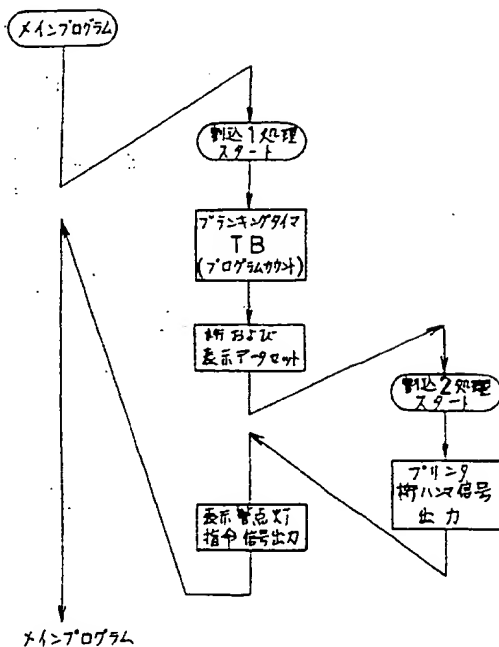 メインプログラム
割込1処理
スタート
ブランキングタイマ
TB
(プログラムカウント)
桁および
表示データセット
割込2処理
スタート
プリンタ
桁ハンマ信号
出力
表示管点灯
指令信号出力
メインプログラム